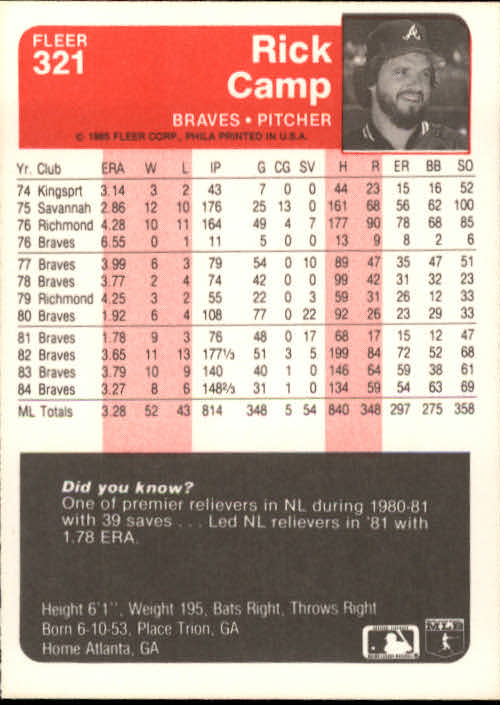 FLEER
321
Rick
Camp
BRAVES • PITCHER
© 1985 FLEER CORP., PHILA PRINTED IN U.S.A.
Yr. Club ERA W L IP G CG SV H R ER BB SO
74 Kingsprt 3.14 3 2 43 7 0 0 44 23 15 16 52
75 Savannah 2.86 12 10 176 25 13 0 161 68 56 62 100
76 Richmond 4.28 10 11 164 49 4 7 177 90 78 68 85
76 Braves 6.55 0 1 11 5 0 0 13 9 8 2 6
77 Braves 3.99 6 3 79 54 0 10 89 47 35 47 51
78 Braves 3.77 2 4 74 42 0 0 99 42 31 32 23
79 Richmond 4.25 3 2 55 22 0 3 59 31 26 12 33
80 Braves 1.92 6 4 108 77 0 22 92 26 23 29 33
81 Braves 1.78 9 3 76 48 0 17 68 17 15 12 47
82 Braves 3.65 11 13 177⅓ 51 3 5 199 84 72 52 68
83 Braves 3.79 10 9 140 40 1 0 146 64 59 38 61
84 Braves 3.27 8 6 148⅔ 31 1 0 134 59 54 63 69
ML Totals 3.28 52 43 814 348 5 54 840 348 297 275 358
Did you know?
One of premier relievers in NL during 1980-81
with 39 saves . . . Led NL relievers in '81 with
1.78 ERA.
Height 6'1'', Weight 195, Bats Right, Throws Right
Born 6-10-53, Place Trion, GA
Home Atlanta, GA